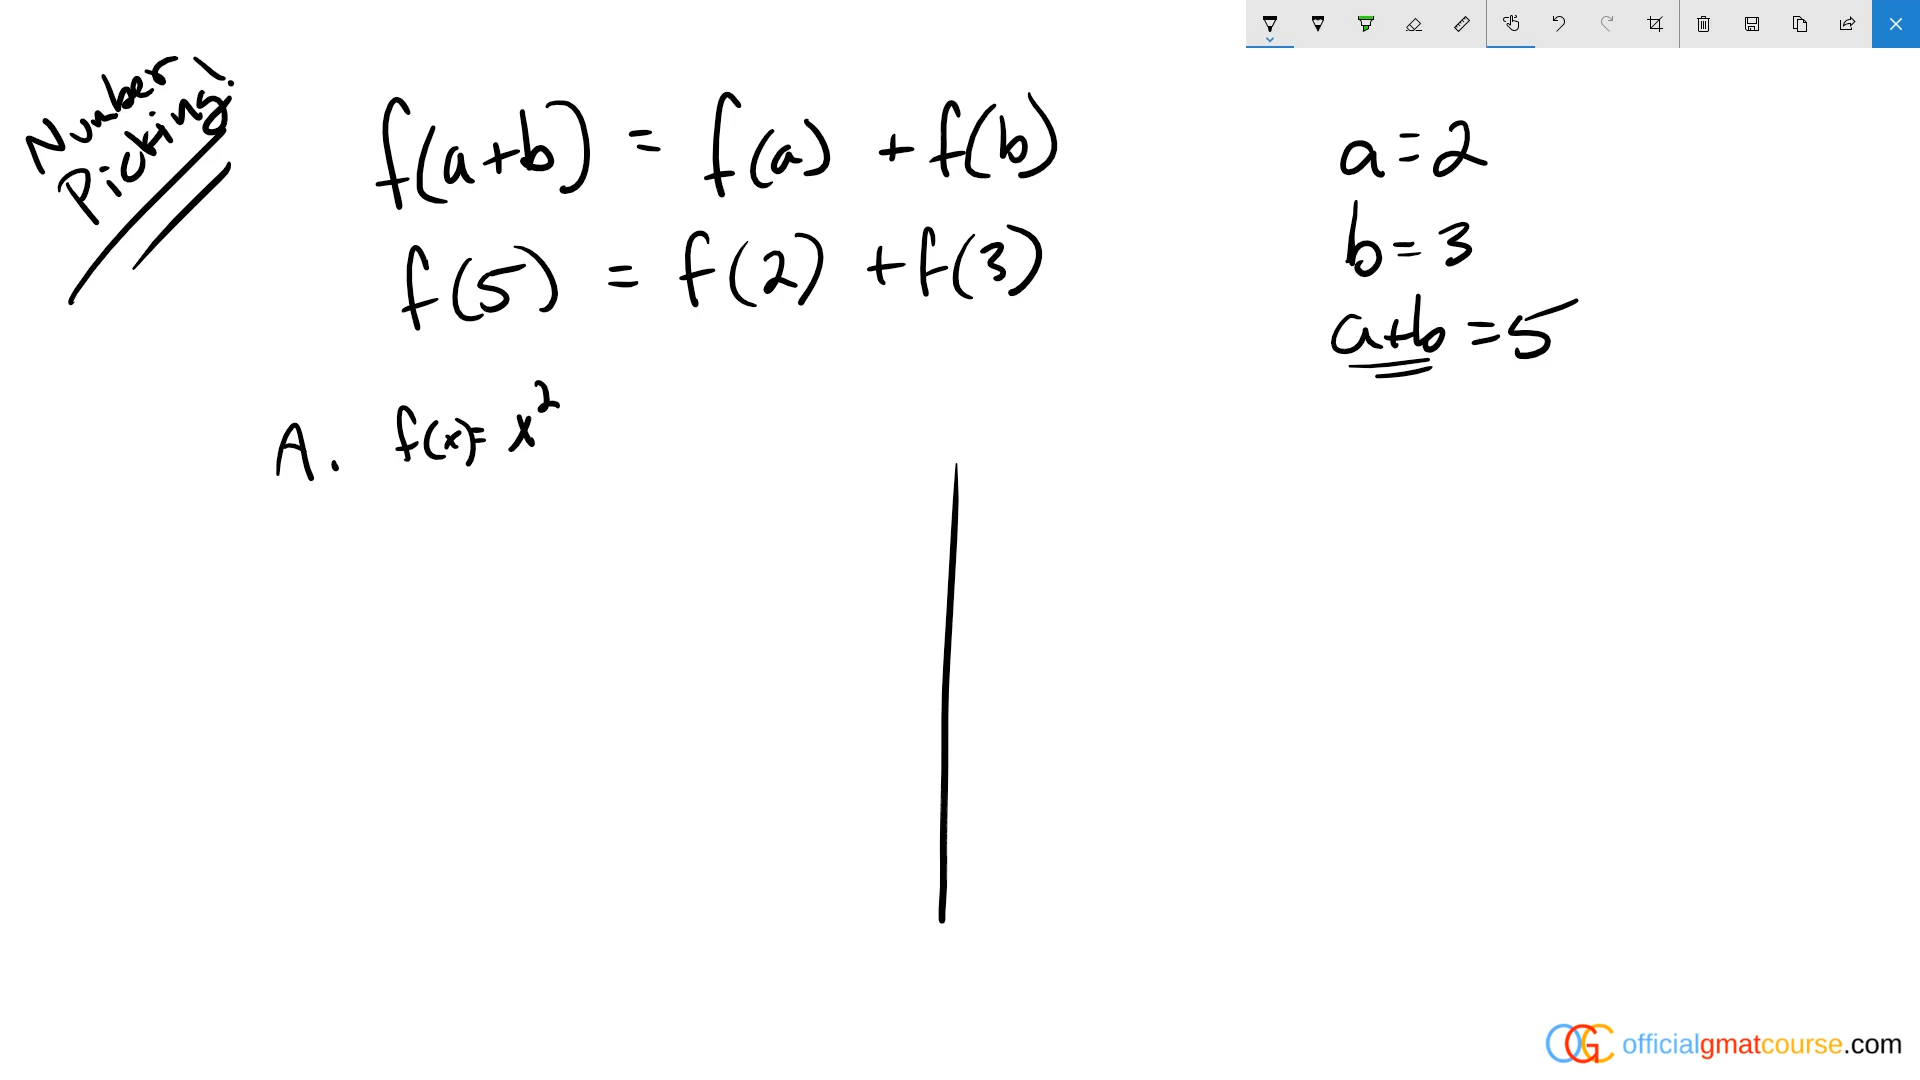 Number
Picking!
f(a+b) = f(a) + f(b)
f(5) = f(2) + f(3)
a = 2
b = 3
a+b = 5
A. f(x) = x²
officialgmatcourse.com